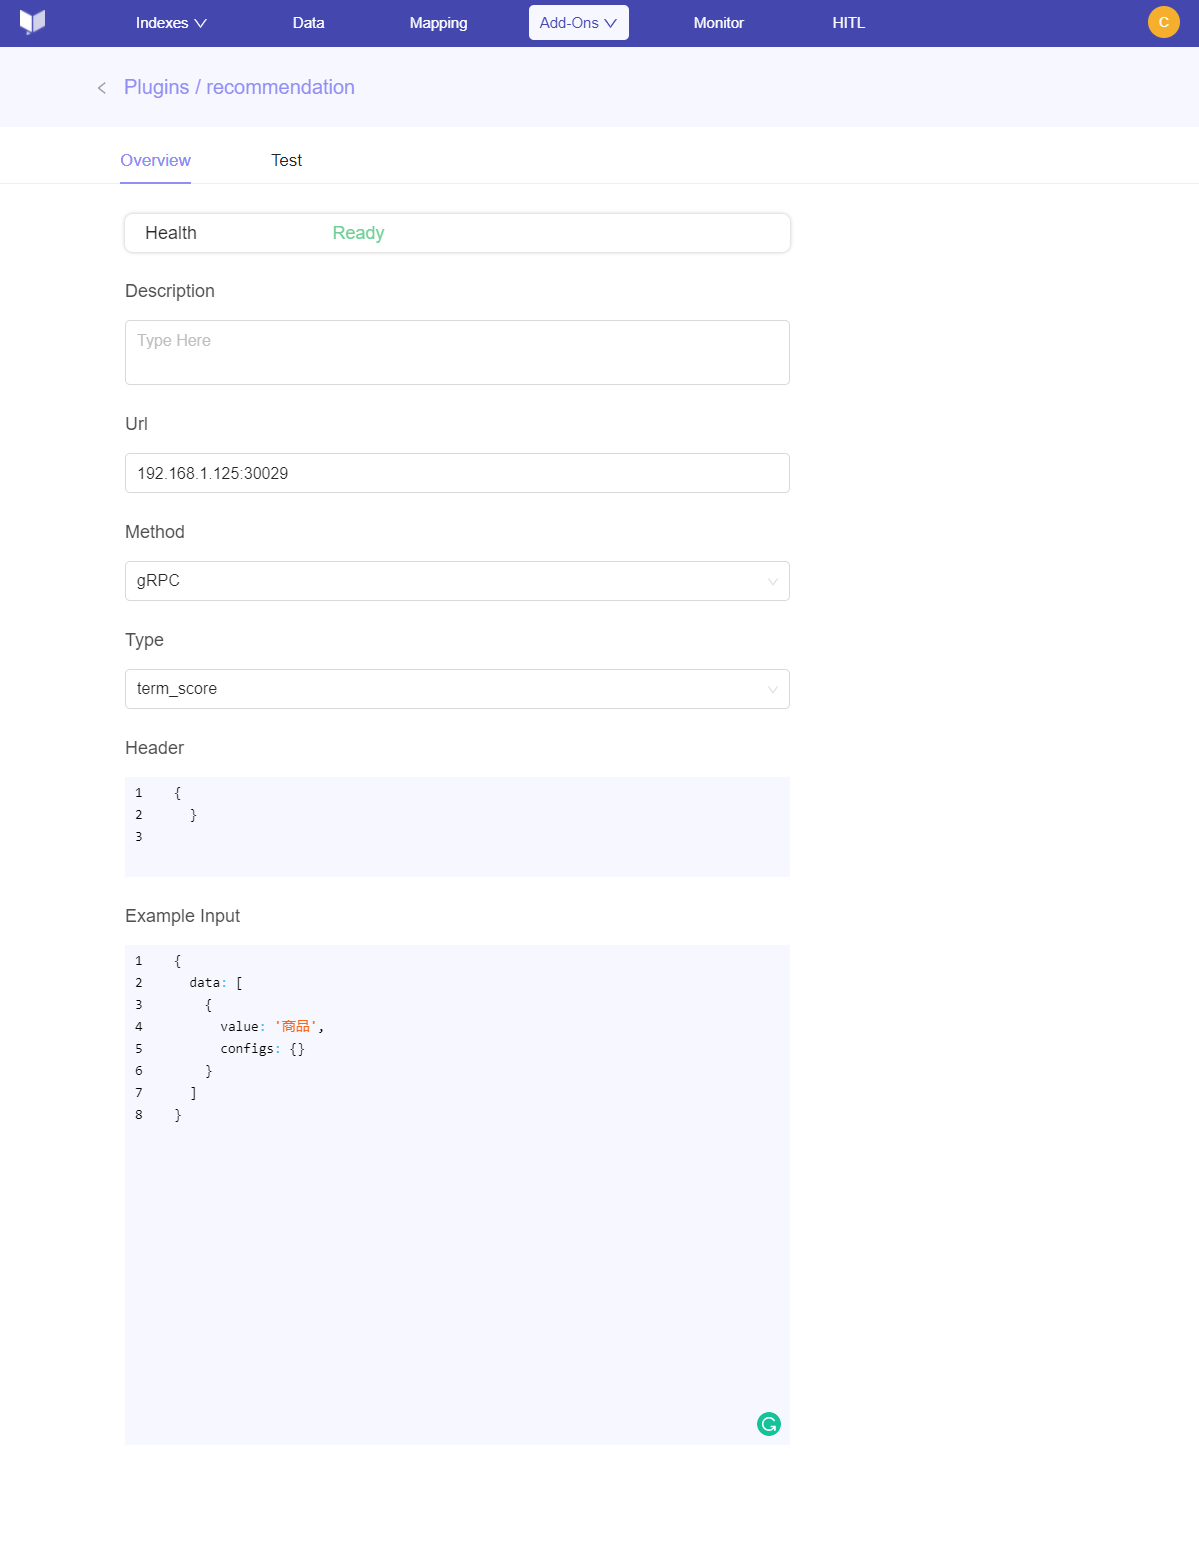 Indexes Data Mapping Add-Ons Monitor HITL C
Plugins / recommendation
Overview Test
Health Ready
Description
Type Here
Url
192.168.1.125:30029
Method
gRPC
Type
term_score
Header
1 {
2 }
3
Example Input
1 {
2 data: [
3 {
4 value: '商品',
5 configs: {}
6 }
7 ]
8 }